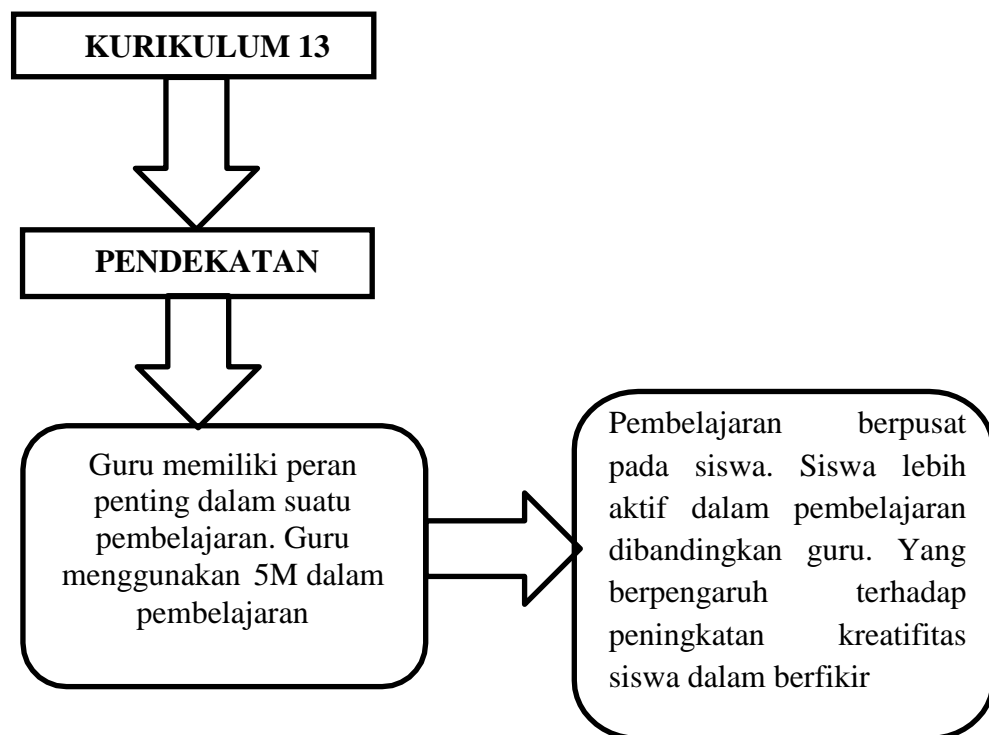 KURIKULUM 13
PENDEKATAN
Guru memiliki peran
penting dalam suatu
pembelajaran. Guru
menggunakan 5M dalam
pembelajaran
Pembelajaran berpusat
pada siswa. Siswa lebih
aktif dalam pembelajaran
dibandingkan guru. Yang
berpengaruh terhadap
peningkatan kreatifitas
siswa dalam berfikir